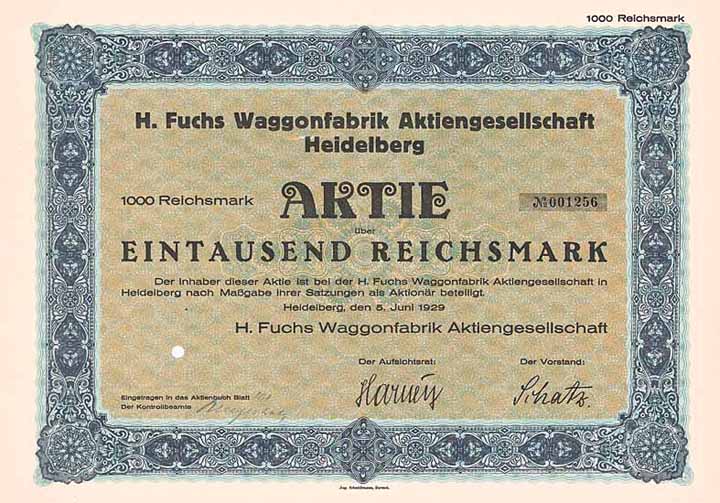 1000 Reichsmark
H. Fuchs Waggonfabrik Aktiengesellschaft
Heidelberg
1000 Reichsmark AKTIE № 001256
über
EINTAUSEND REICHSMARK
Der Inhaber dieser Aktie ist bei der H. Fuchs Waggonfabrik Aktiengesellschaft in
Heidelberg nach Maßgabe ihrer Satzungen als Aktionär beteiligt.
Heidelberg, den 5. Juni 1929
H. Fuchs Waggonfabrik Aktiengesellschaft
Der Aufsichtsrat: Der Vorstand:
Schatz
Eingetragen in das Aktienbuch Blatt
Der Kontrollbeamte